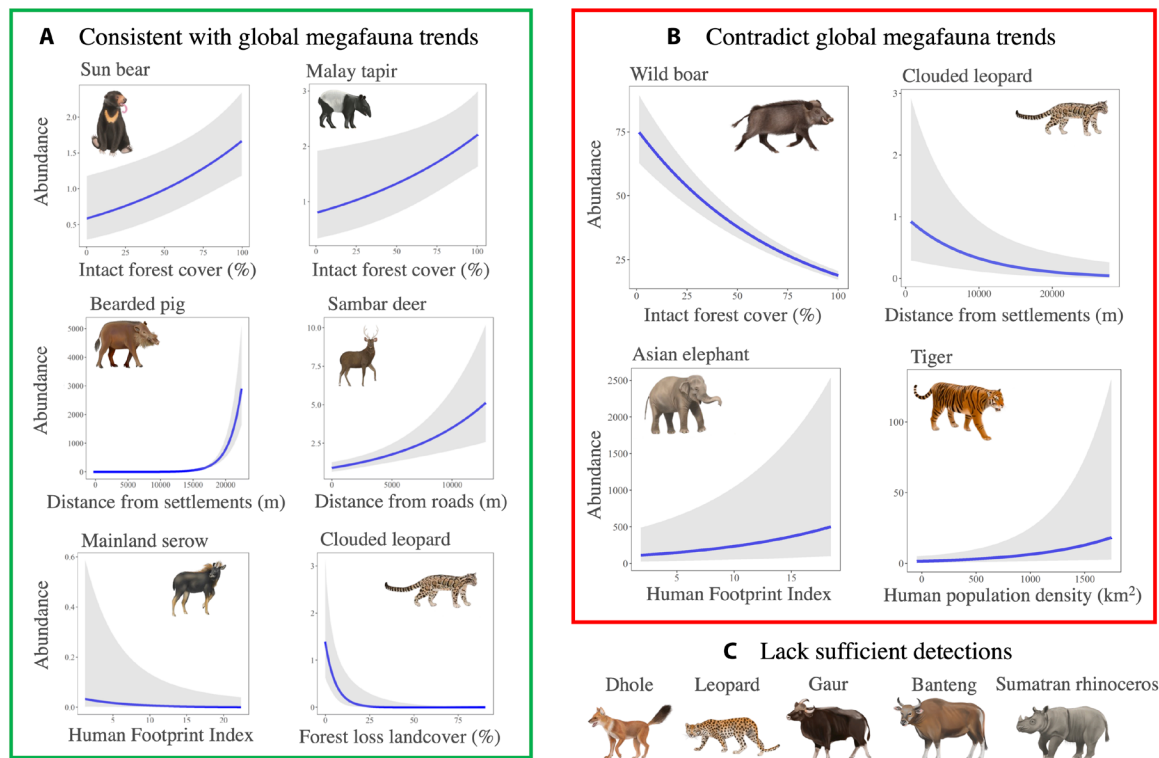 A Consistent with global megafauna trends
Sun bear
Malay tapir
Abundance
2.0
1.5
1.0
0.5
0 25 50 75 100
Intact forest cover (%)
3
2
1
0 25 50 75 100
Intact forest cover (%)
Bearded pig
Sambar deer
Abundance
5000
4000
3000
2000
1000
0
0 5000 10000 15000 20000
Distance from settlements (m)
10.0
7.5
5.0
2.5
0 5000 10000
Distance from roads (m)
Mainland serow
Clouded leopard
Abundance
0.6
0.4
0.2
0.0
5 10 15 20
Human Footprint Index
3
2
1
0
0 25 50 75
Forest loss landcover (%)
B Contradict global megafauna trends
Wild boar
Clouded leopard
Abundance
75
50
25
0 25 50 75 100
Intact forest cover (%)
3
2
1
0
0 10000 20000
Distance from settlements (m)
Asian elephant
Tiger
Abundance
2500
2000
1500
1000
500
0
5 10 15
Human Footprint Index
100
50
0
0 500 1000 1500
Human population density (km²)
C Lack sufficient detections
Dhole Leopard Gaur Banteng Sumatran rhinoceros